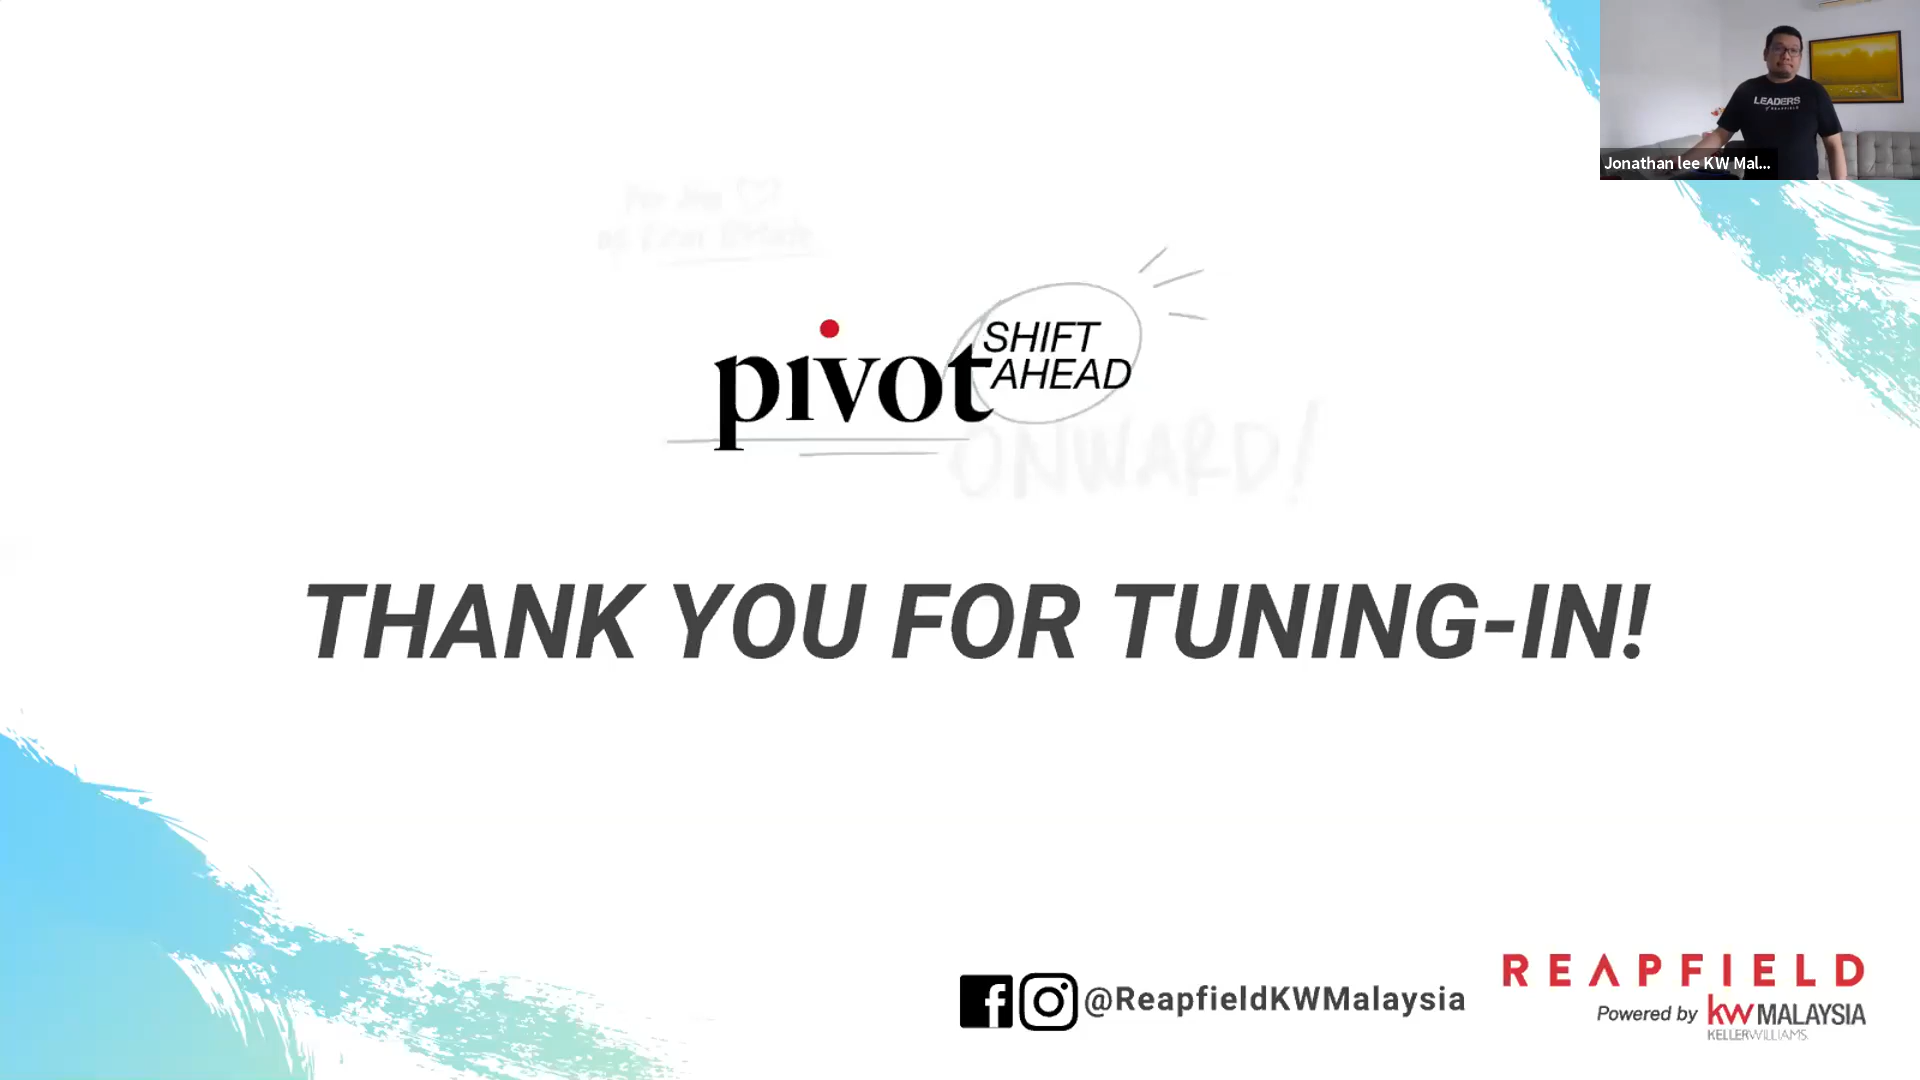 LEADERS
Jonathan lee KW Mal...
pivot
SHIFT
AHEAD
ONWARD!
THANK YOU FOR TUNING-IN!
@ReapfieldKWMalaysia
REAPFIELD
Powered by kw MALAYSIA
KELLERWILLIAMS.